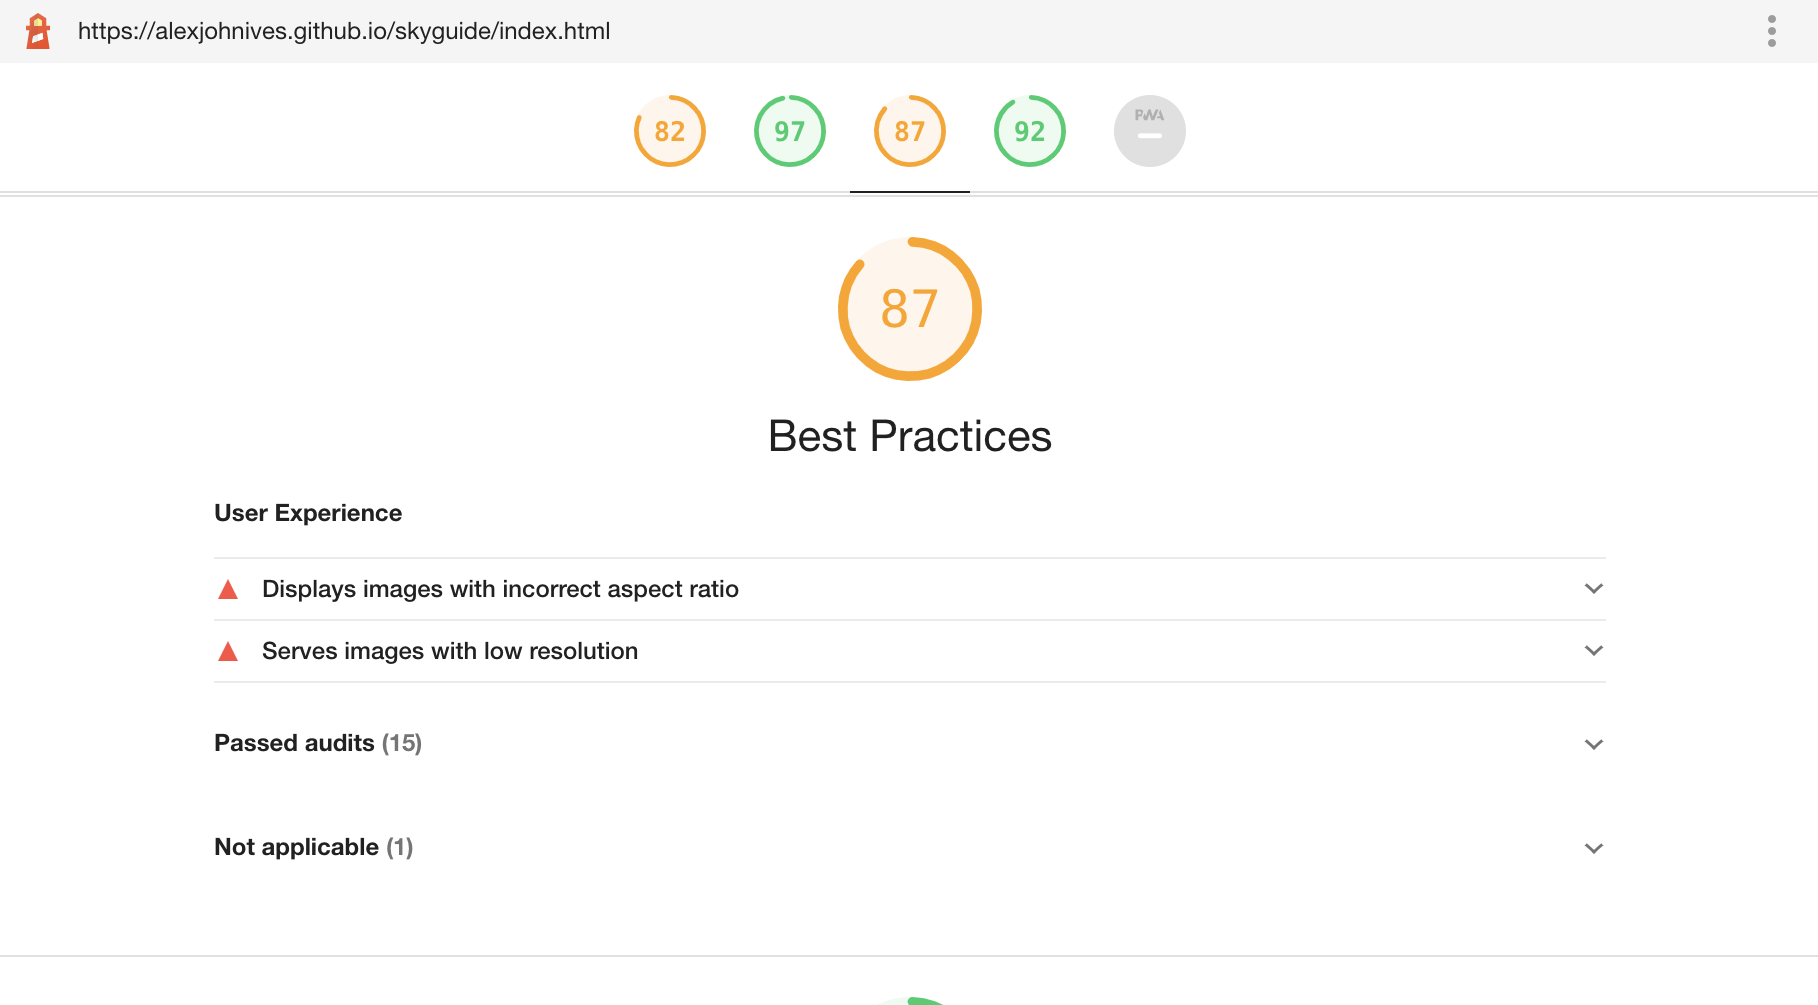 https://alexjohnives.github.io/skyguide/index.html
82 97 87 92 PWA
87
Best Practices
User Experience
Displays images with incorrect aspect ratio
Serves images with low resolution
Passed audits (15)
Not applicable (1)